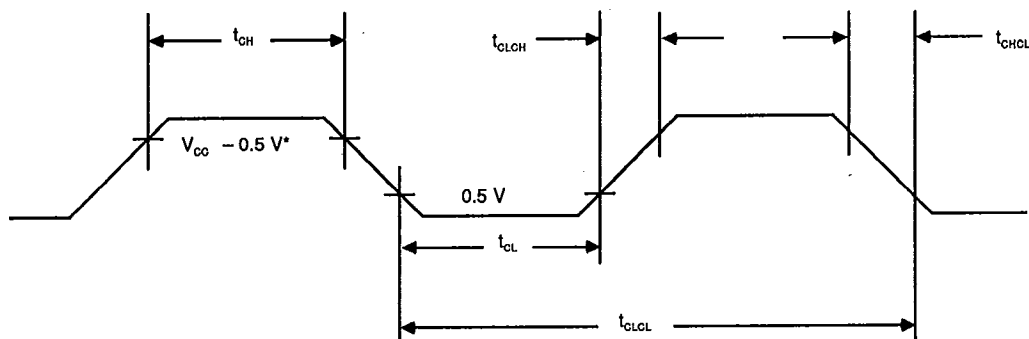 tCH
tCLCH
tCHCL
VCC – 0.5 V*
0.5 V
tCL
tCLCL